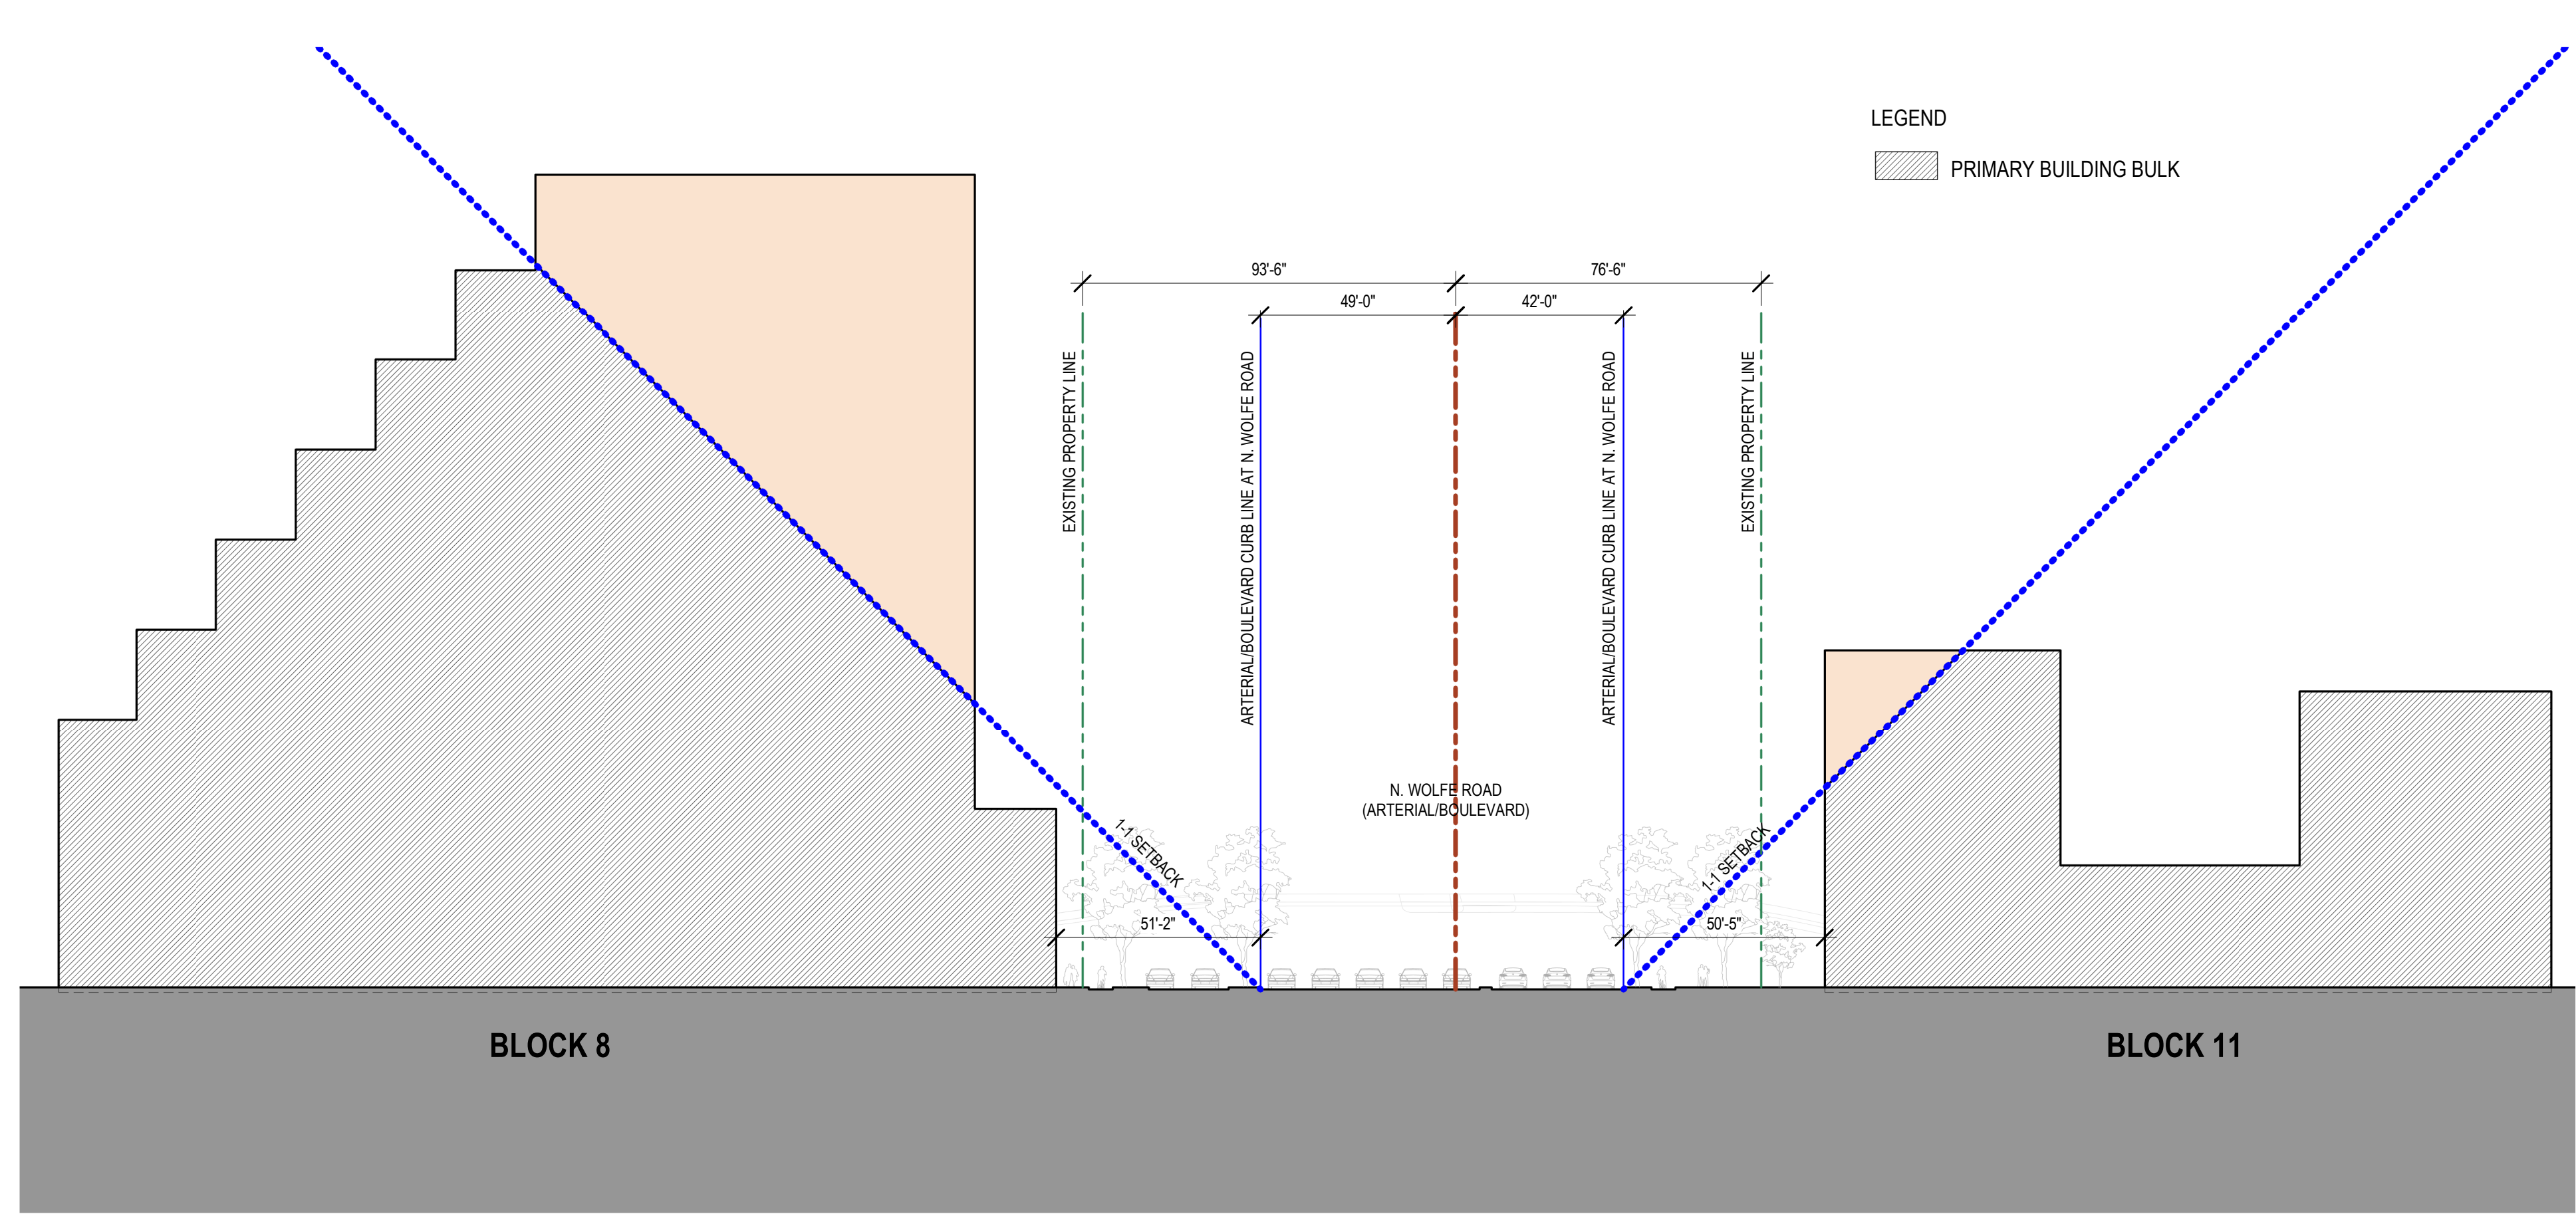 LEGEND
PRIMARY BUILDING BULK
93'-6"
76'-6"
49'-0"
42'-0"
EXISTING PROPERTY LINE
ARTERIAL/BOULEVARD CURB LINE AT N. WOLFE ROAD
ARTERIAL/BOULEVARD CURB LINE AT N. WOLFE ROAD
EXISTING PROPERTY LINE
N. WOLFE ROAD
(ARTERIAL/BOULEVARD)
1-1 SETBACK
1-1 SETBACK
51'-2"
50'-5"
BLOCK 8
BLOCK 11